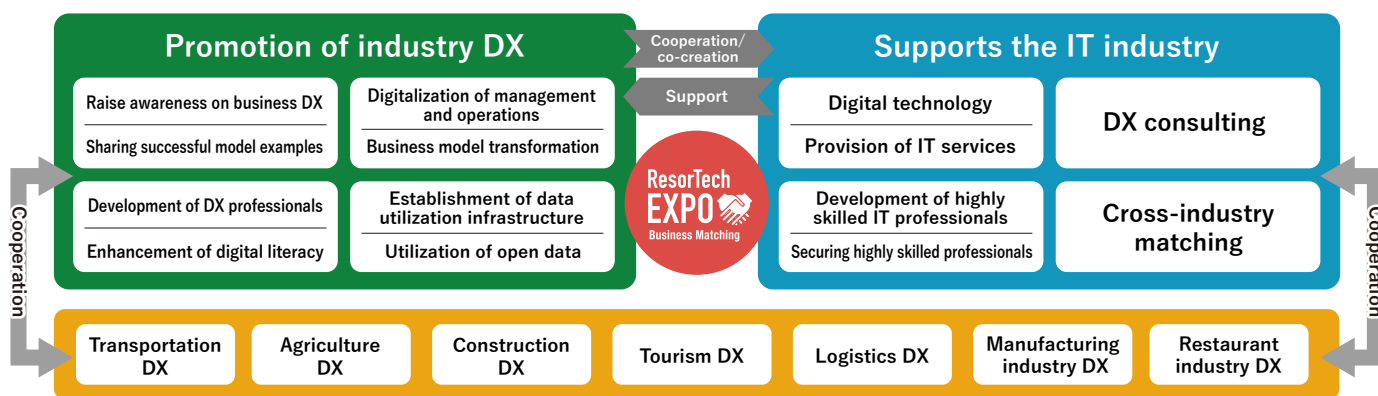 Promotion of industry DX
Raise awareness on business DX
Sharing successful model examples
Digitalization of management
and operations
Business model transformation
Development of DX professionals
Enhancement of digital literacy
Establishment of data
utilization infrastructure
Utilization of open data
Cooperation/
co-creation
Support
ResorTech
EXPO
Business Matching
Supports the IT industry
Digital technology
Provision of IT services
DX consulting
Development of highly
skilled IT professionals
Securing highly skilled professionals
Cross-industry
matching
Cooperation
Cooperation
Transportation
DX
Agriculture
DX
Construction
DX
Tourism DX
Logistics DX
Manufacturing
industry DX
Restaurant
industry DX